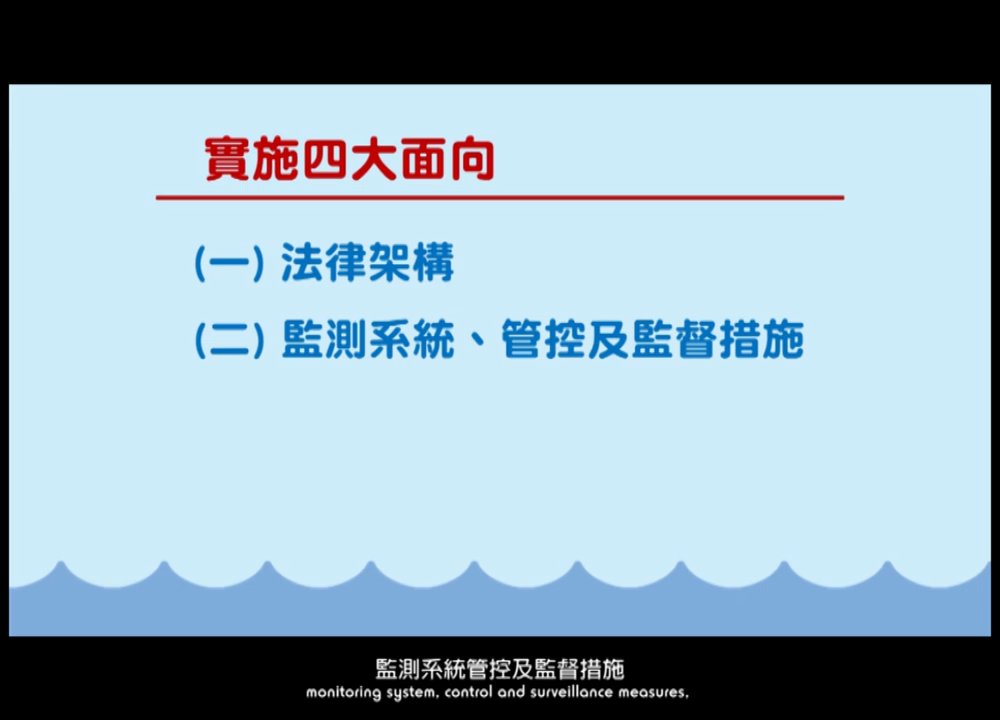 實施四大面向
(一) 法律架構
(二) 監測系統、管控及監督措施
監測系統管控及監督措施
monitoring system, control and surveillance measures,